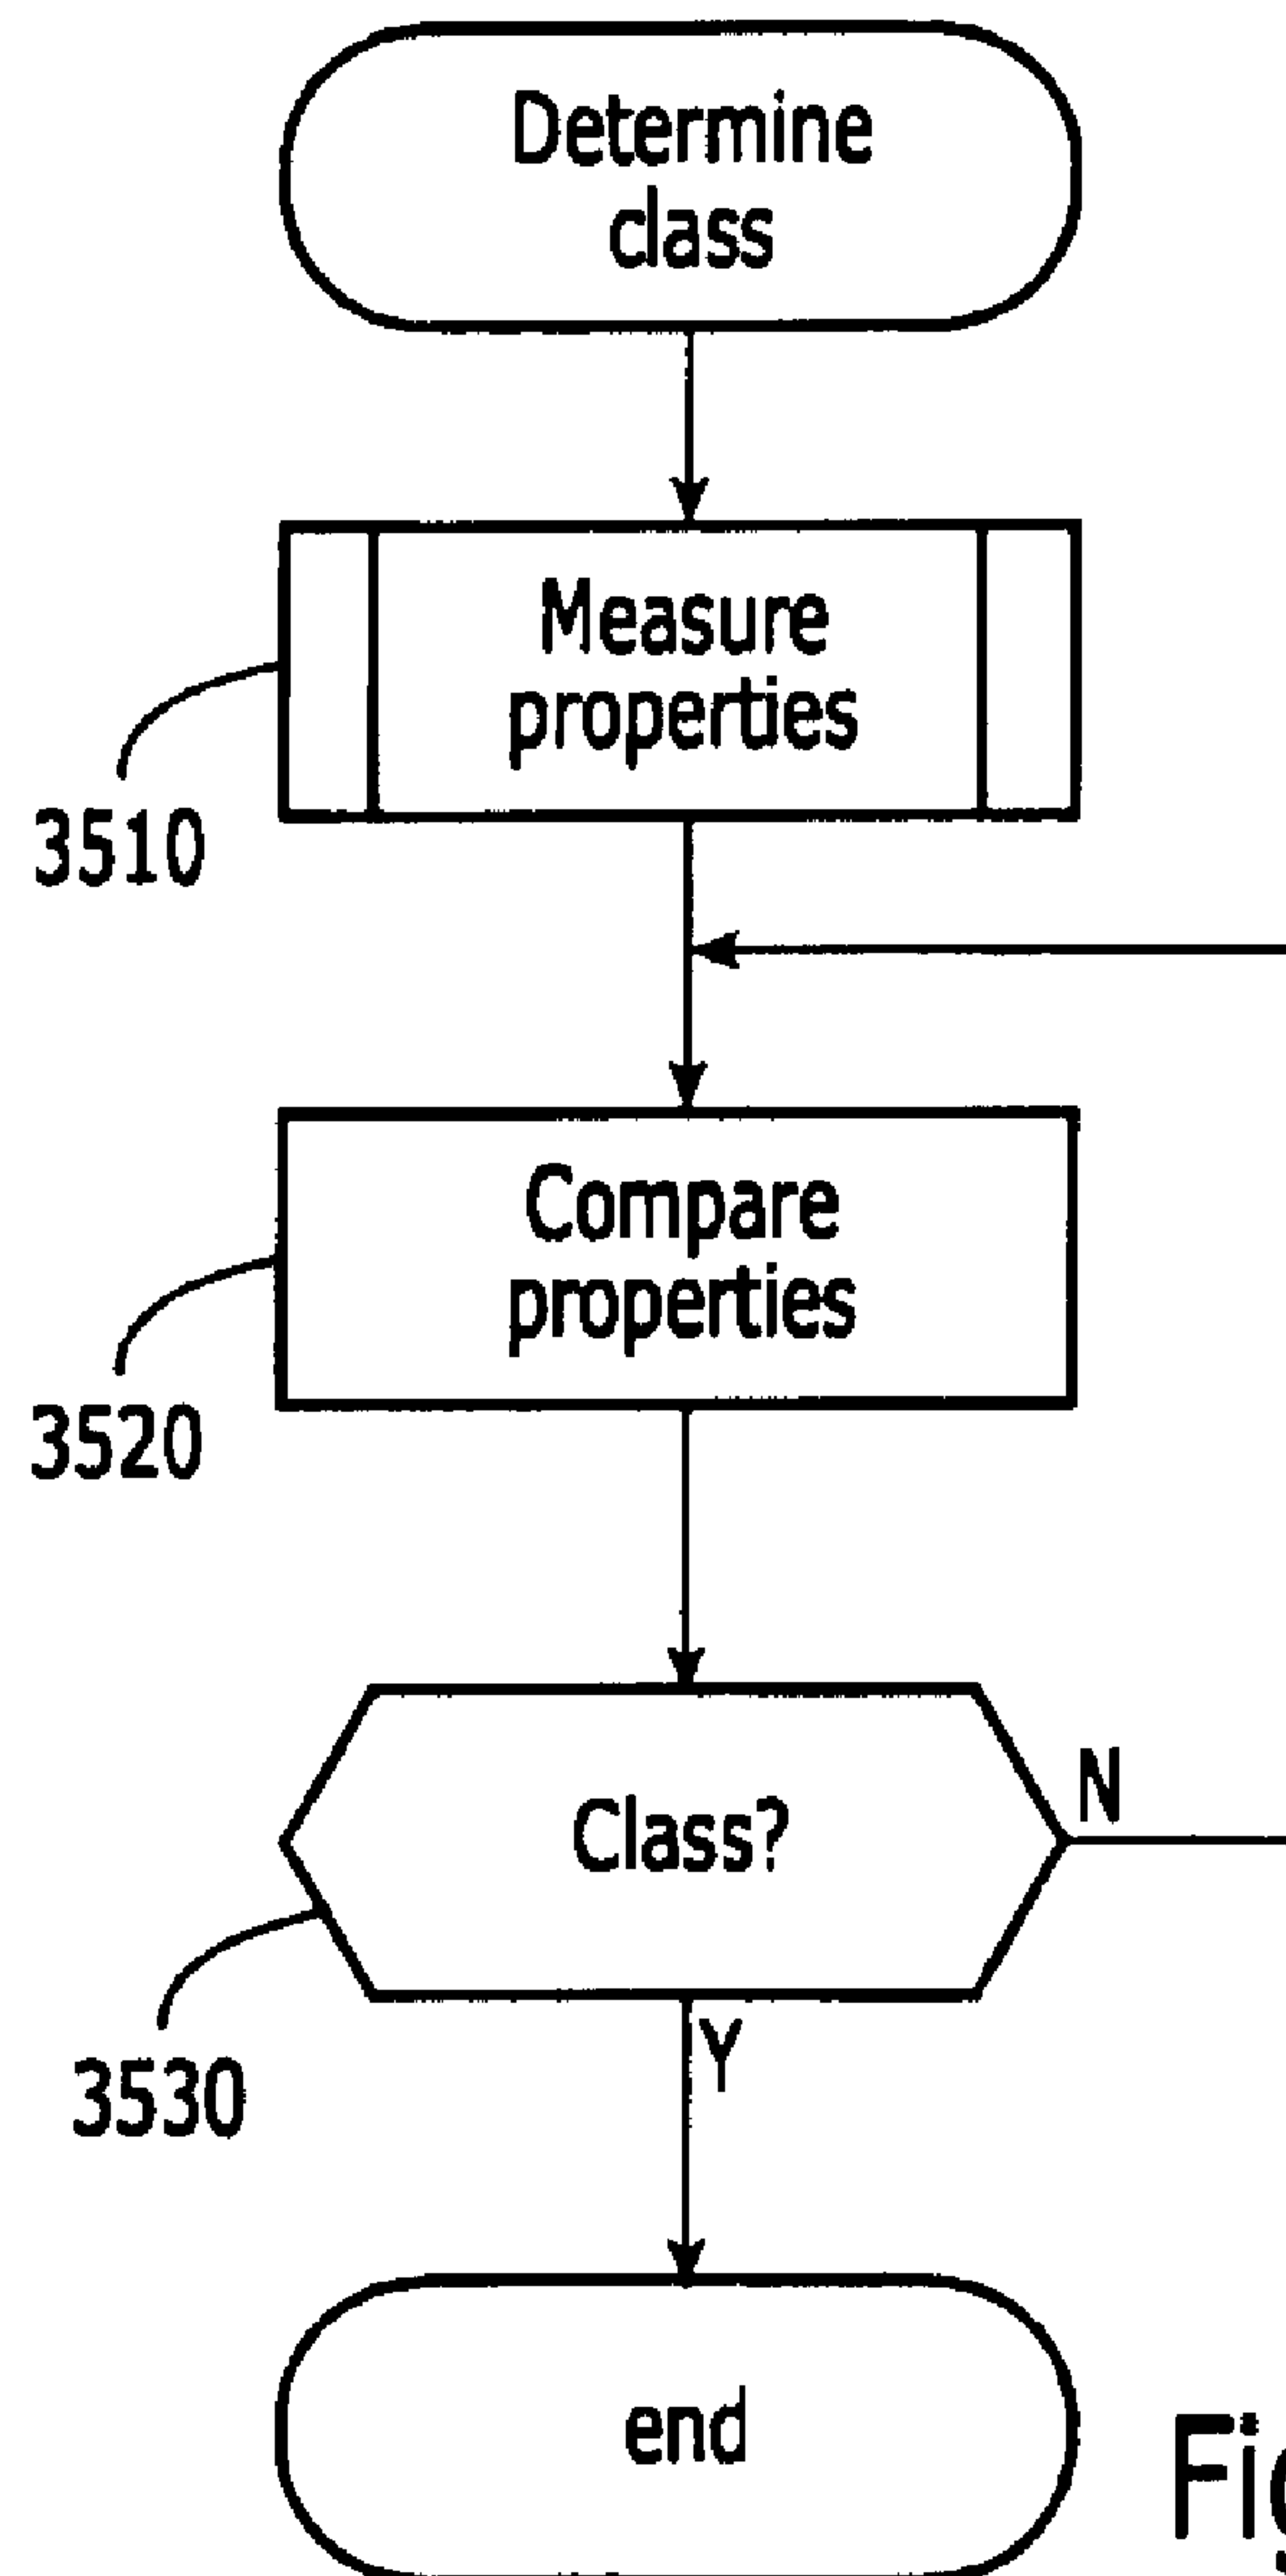 Determine
class
Measure
properties
3510
Compare
properties
3520
Class?
N
3530
Y
end